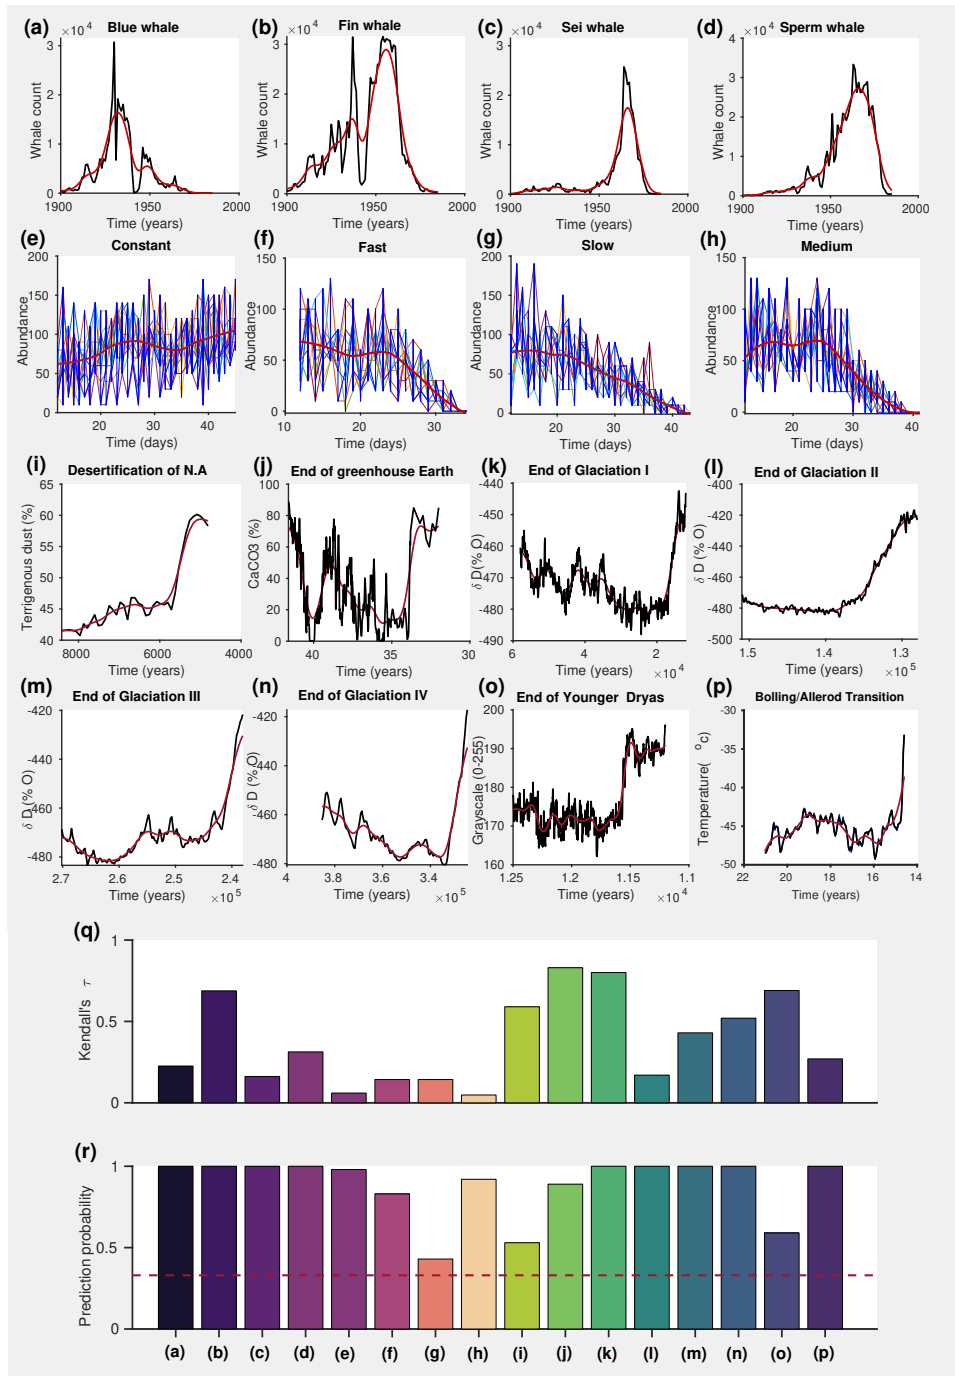 (a) Blue whale
×10^4
3
2
1
0
Whale count
1900 1950 2000
Time (years)
(b) Fin whale
×10^4
3
2
1
0
Whale count
1900 1950 2000
Time (years)
(c) Sei whale
×10^4
3
2
1
0
Whale count
1900 1950 2000
Time (years)
(d) Sperm whale
×10^4
4
3
2
1
0
Whale count
1900 1950 2000
Time (years)
(e) Constant
200
150
100
50
0
Abundance
20 30 40
Time (days)
(f) Fast
150
100
50
0
Abundance
10 20 30
Time (days)
(g) Slow
200
150
100
50
0
Abundance
20 30 40
Time (days)
(h) Medium
150
100
50
0
Abundance
20 30 40
Time (days)
(i) Desertification of N.A
65
60
55
50
45
40
Terrigenous dust (%)
8000 6000 4000
Time (years)
(j) End of greenhouse Earth
100
80
60
40
20
0
CaCO3 (%)
40 35 30
Time (years)
(k) End of Glaciation I
-440
-450
-460
-470
-480
-490
δ D(% O)
6 4 2
Time (years) ×10^4
(l) End of Glaciation II
-400
-420
-440
-460
-480
-500
δ D (% O)
1.5 1.4 1.3
Time (years) ×10^5
(m) End of Glaciation III
-420
-440
-460
-480
δ D(% O)
2.7 2.6 2.5 2.4
Time (years) ×10^5
(n) End of Glaciation IV
-420
-440
-460
-480
δ D (% O)
4 3.8 3.6 3.4
Time (years) ×10^5
(o) End of Younger Dryas
200
190
180
170
160
Grayscale (0-255)
1.25 1.2 1.15 1.1
Time (years) ×10^4
(p) Bolling/Allerod Transition
-30
-35
-40
-45
-50
Temperature( °c)
22 20 18 16 14
Time (years)
(q)
1
0.5
0
Kendall's τ
(r)
1
0.5
0
Prediction probability
(a) (b) (c) (d) (e) (f) (g) (h) (i) (j) (k) (l) (m) (n) (o) (p)